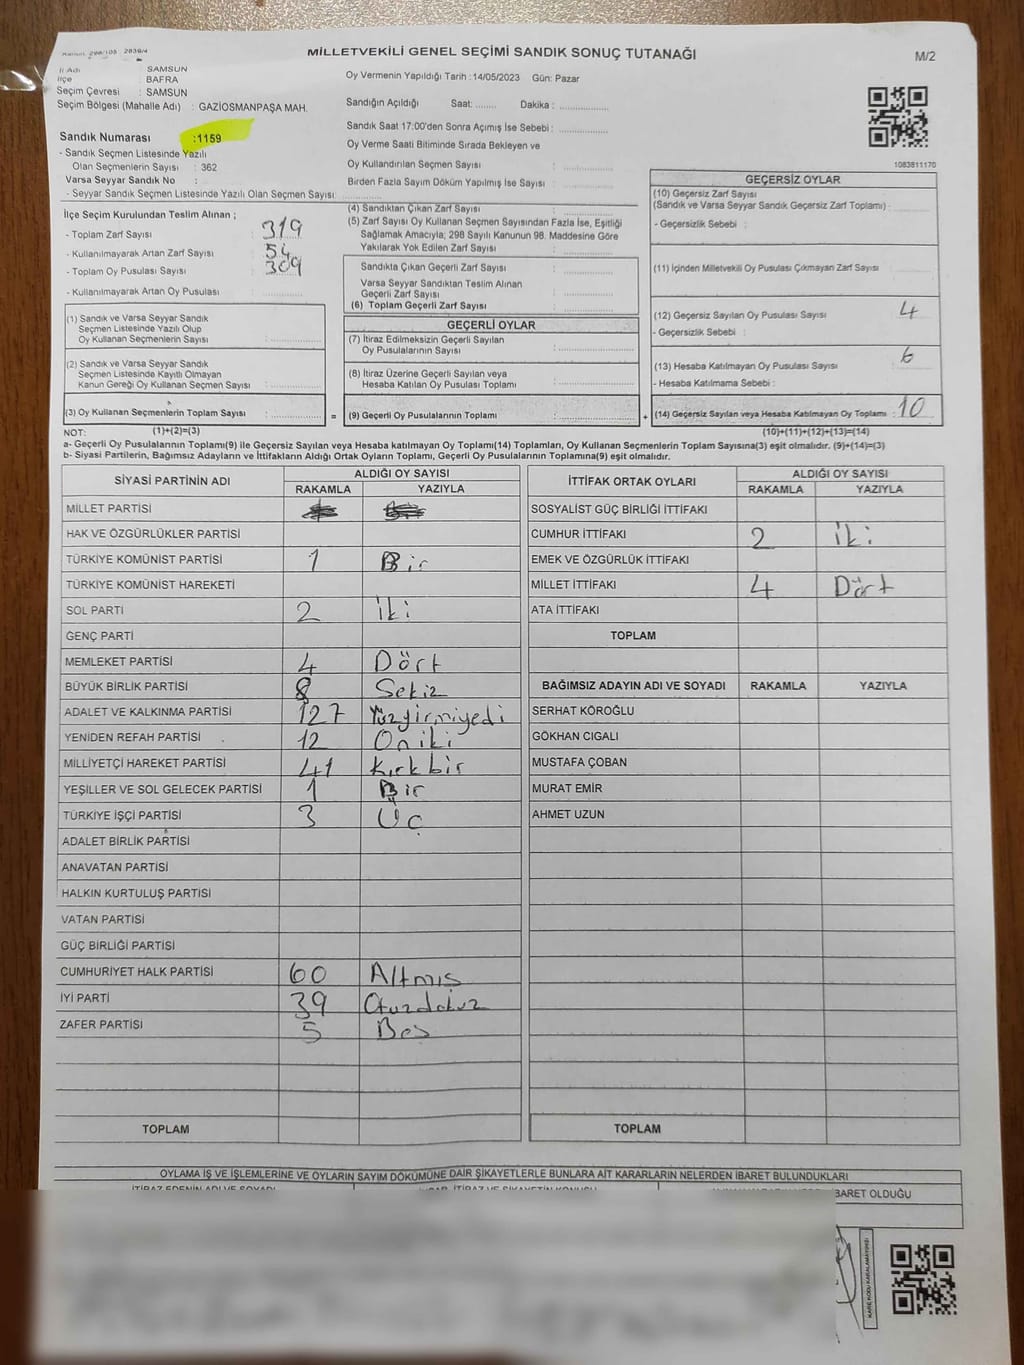 MİLLETVEKİLİ GENEL SEÇİMİ SANDIK SONUÇ TUTANAĞI
M/2
İl Adı SAMSUN
İlçe BAFRA
Seçim Çevresi : SAMSUN
Seçim Bölgesi (Mahalle Adı) : GAZİOSMANPAŞA MAH.
Sandık Numarası :1159
- Sandık Seçmen Listesinde Yazılı
Olan Seçmenlerin Sayısı : 362
Varsa Seyyar Sandık No :
- Seyyar Sandık Seçmen Listesinde Yazılı Olan Seçmen Sayısı :
Oy Vermenin Yapıldığı Tarih :14/05/2023 Gün: Pazar
Sandığın Açıldığı Saat: ....... Dakika : ..............
Sandık Saat 17:00'den Sonra Açımış İse Sebebi : ..............
Oy Verme Saati Bitiminde Sırada Bekleyen ve
Oy Kullandırılan Seçmen Sayısı : ..............
Birden Fazla Sayım Döküm Yapılmış İse Sayısı : ..............
1083811170
İlçe Seçim Kurulundan Teslim Alınan ;
- Toplam Zarf Sayısı : 319
- Kullanılmayarak Artan Zarf Sayısı : 54
- Toplam Oy Pusulası Sayısı : 309
- Kullanılmayarak Artan Oy Pusulası : ..............
(1) Sandık ve Varsa Seyyar Sandık
Seçmen Listesinde Yazılı Olup
Oy Kullanan Seçmenlerin Sayısı : ..............
(2) Sandık ve Varsa Seyyar Sandık
Seçmen Listesinde Kayıtlı Olmayan
Kanun Gereği Oy Kullanan Seçmen Sayısı : ..............
(3) Oy Kullanan Seçmenlerin Toplam Sayısı : .............. =
(4) Sandıktan Çıkan Zarf Sayısı : ..............
(5) Zarf Sayısı Oy Kullanan Seçmen Sayısından Fazla İse, Eşitliği
Sağlamak Amacıyla; 298 Sayılı Kanunun 98. Maddesine Göre
Yakılarak Yok Edilen Zarf Sayısı : ..............
Sandıkta Çıkan Geçerli Zarf Sayısı : ..............
Varsa Seyyar Sandıktan Teslim Alınan
Geçerli Zarf Sayısı : ..............
(6) Toplam Geçerli Zarf Sayısı : ..............
GEÇERLİ OYLAR
(7) İtiraz Edilmeksizin Geçerli Sayılan
Oy Pusulalarının Sayısı : ..............
(8) İtiraz Üzerine Geçerli Sayılan veya
Hesaba Katılan Oy Pusulası Toplamı : ..............
(9) Geçerli Oy Pusulalarının Toplamı : .............. +
GEÇERSİZ OYLAR
(10) Geçersiz Zarf Sayısı
(Sandık ve Varsa Seyyar Sandık Geçersiz Zarf Toplamı) :
- Geçersizlik Sebebi :
(11) İçinden Milletvekili Oy Pusulası Çıkmayan Zarf Sayısı :
(12) Geçersiz Sayılan Oy Pusulası Sayısı : 4
- Geçersizlik Sebebi :
(13) Hesaba Katılmayan Oy Pusulası Sayısı : 6
- Hesaba Katılmama Sebebi :
(14) Geçersiz Sayılan veya Hesaba Katılmayan Oy Toplamı : 10
NOT: (1)+(2)=(3) (10)+(11)+(12)+(13)=(14)
a- Geçerli Oy Pusulasının Toplamı(9) ile Geçersiz Sayılan veya Hesaba katılmayan Oy Toplamı(14) Toplamları, Oy Kullanan Seçmenlerin Toplam Sayısına(3) eşit olmalıdır. (9)+(14)=(3)
b- Siyasi Partilerin, Bağımsız Adayların ve İttifakların Aldığı Ortak Oyların Toplamı, Geçerli Oy Pusulalarının Toplamına(9) eşit olmalıdır.
SİYASİ PARTİNİN ADI ALDIĞI OY SAYISI
RAKAMLA YAZIYLA
MİLLET PARTİSİ
HAK VE ÖZGÜRLÜKLER PARTİSİ
TÜRKİYE KOMÜNİST PARTİSİ 1 Bir
TÜRKİYE KOMÜNİST HAREKETİ
SOL PARTİ 2 İki
GENÇ PARTİ
MEMLEKET PARTİSİ 4 Dört
BÜYÜK BİRLİK PARTİSİ 8 Sekiz
ADALET VE KALKINMA PARTİSİ 127 Yüzyirmiyedi
YENİDEN REFAH PARTİSİ 12 Oniki
MİLLİYETÇİ HAREKET PARTİSİ 41 Kırkbir
YEŞİLLER VE SOL GELECEK PARTİSİ 1 Bir
TÜRKİYE İŞÇİ PARTİSİ 3 Üç
ADALET BİRLİK PARTİSİ
ANAVATAN PARTİSİ
HALKIN KURTULUŞ PARTİSİ
VATAN PARTİSİ
GÜÇ BİRLİĞİ PARTİSİ
CUMHURİYET HALK PARTİSİ 60 Altmış
İYİ PARTİ 39 Otuzdokuz
ZAFER PARTİSİ 5 Beş
TOPLAM
İTTİFAK ORTAK OYLARI ALDIĞI OY SAYISI
RAKAMLA YAZIYLA
SOSYALİST GÜÇ BİRLİĞİ İTTİFAKI
CUMHUR İTTİFAKI 2 İki
EMEK VE ÖZGÜRLÜK İTTİFAKI
MİLLET İTTİFAKI 4 Dört
ATA İTTİFAKI
TOPLAM
BAĞIMSIZ ADAYIN ADI VE SOYADI RAKAMLA YAZIYLA
SERHAT KÖROĞLU
GÖKHAN CIGALI
MUSTAFA ÇOBAN
MURAT EMİR
AHMET UZUN
TOPLAM
OYLAMA İŞ VE İŞLEMLERİNE VE OYLARIN SAYIM DÖKÜMÜNE DAİR ŞİKAYETLERLE BUNLARA AİT KARARLARIN NELERDEN İBARET BULUNDUKLARI
İTİRAZ EDENİN ADI VE SOYADI
BARET OLDUĞU